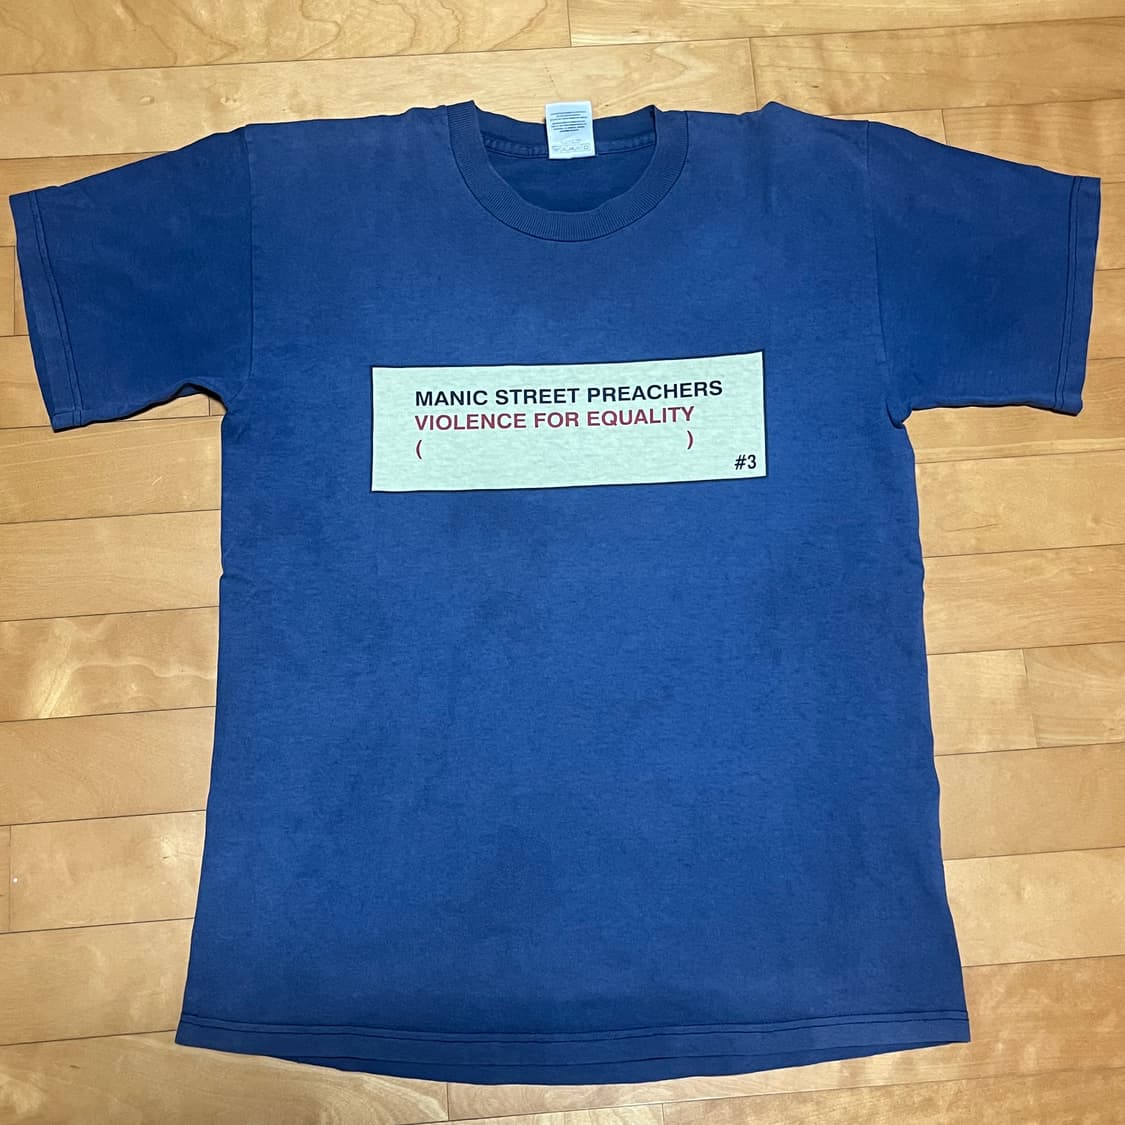 MANIC STREET PREACHERS
VIOLENCE FOR EQUALITY
( )
#3